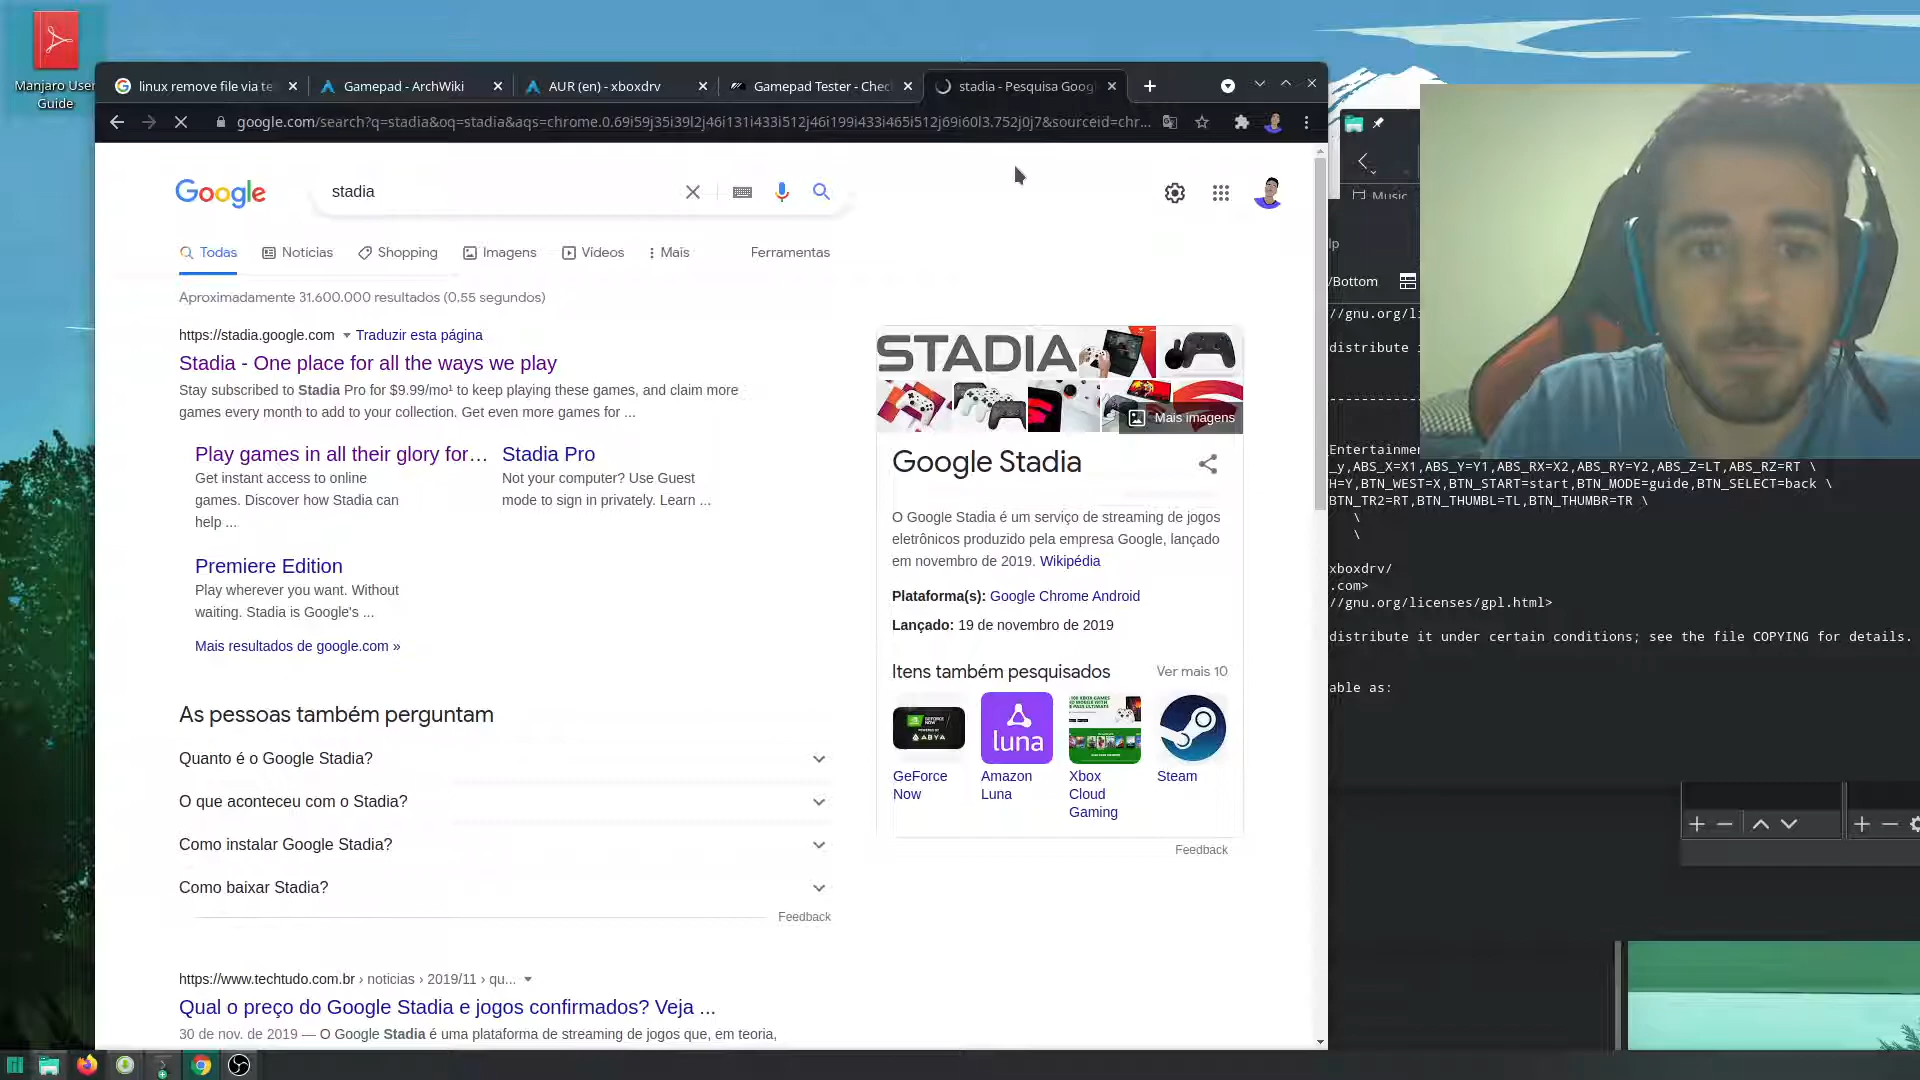 Manjaro User
Guide
linux remove file via te
Gamepad - ArchWiki
AUR (en) - xboxdrv
Gamepad Tester - Chec
stadia - Pesquisa Goog
google.com/search?q=stadia&oq=stadia&aqs=chrome.0.69i59j35i39l2j46i131i433i512j46i199i433i465i512j69i60l3.752j0j7&sourceid=chr...
Google
stadia
Todas
Notícias
Shopping
Imagens
Vídeos
Mais
Ferramentas
Aproximadamente 31.600.000 resultados (0,55 segundos)
https://stadia.google.com
Traduzir esta página
Stadia - One place for all the ways we play
Stay subscribed to Stadia Pro for $9.99/mo¹ to keep playing these games, and claim more
games every month to add to your collection. Get even more games for ...
Play games in all their glory for…
Get instant access to online
games. Discover how Stadia can
help ...
Stadia Pro
Not your computer? Use Guest
mode to sign in privately. Learn ...
Premiere Edition
Play wherever you want. Without
waiting. Stadia is Google's ...
Mais resultados de google.com »
As pessoas também perguntam
Quanto é o Google Stadia?
O que aconteceu com o Stadia?
Como instalar Google Stadia?
Como baixar Stadia?
Feedback
https://www.techtudo.com.br › noticias › 2019/11 › qu...
Qual o preço do Google Stadia e jogos confirmados? Veja ...
30 de nov. de 2019 — O Google Stadia é uma plataforma de streaming de jogos que, em teoria,
STADIA
Mais imagens
Google Stadia
O Google Stadia é um serviço de streaming de jogos
eletrônicos produzido pela empresa Google, lançado
em novembro de 2019. Wikipédia
Plataforma(s): Google Chrome Android
Lançado: 19 de novembro de 2019
Itens também pesquisados
Ver mais 10
luna
GeForce
Now
Amazon
Luna
Xbox
Cloud
Gaming
Steam
Feedback
Music
lp
/Bottom
//gnu.org/li
distribute i
------------
Entertainmen
_y,ABS_X=X1,ABS_Y=Y1,ABS_RX=X2,ABS_RY=Y2,ABS_Z=LT,ABS_RZ=RT \
H=Y,BTN_WEST=X,BTN_START=start,BTN_MODE=guide,BTN_SELECT=back \
BTN_TR2=RT,BTN_THUMBL=TL,BTN_THUMBR=TR \
\
\
xboxdrv/
.com>
//gnu.org/licenses/gpl.html>
distribute it under certain conditions; see the file COPYING for details.
able as: